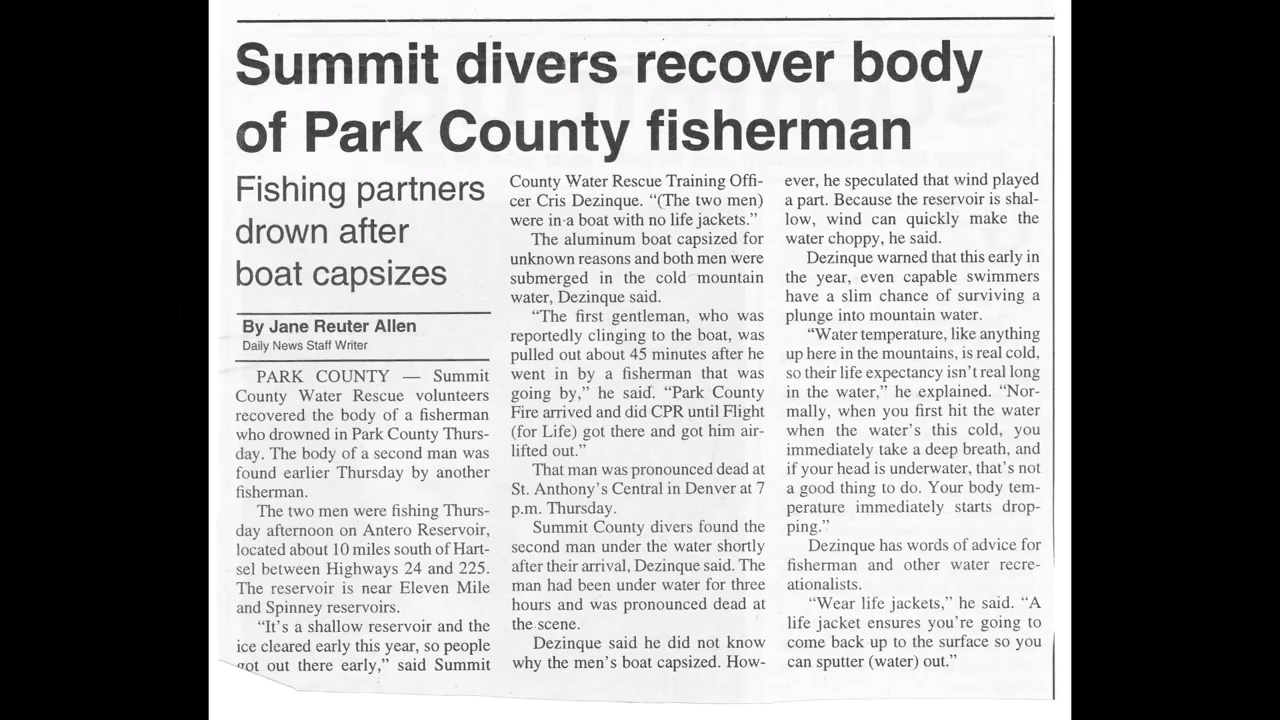 Summit divers recover body
of Park County fisherman
Fishing partners
drown after
boat capsizes
By Jane Reuter Allen
Daily News Staff Writer
PARK COUNTY — Summit
County Water Rescue volunteers
recovered the body of a fisherman
who drowned in Park County Thurs-
day. The body of a second man was
found earlier Thursday by another
fisherman.
The two men were fishing Thurs-
day afternoon on Antero Reservoir,
located about 10 miles south of Hart-
sel between Highways 24 and 225.
The reservoir is near Eleven Mile
and Spinney reservoirs.
“It’s a shallow reservoir and the
ice cleared early this year, so people
got out there early,” said Summit
County Water Rescue Training Offi-
cer Cris Dezinque. “(The two men)
were in a boat with no life jackets.”
The aluminum boat capsized for
unknown reasons and both men were
submerged in the cold mountain
water, Dezinque said.
“The first gentleman, who was
reportedly clinging to the boat, was
pulled out about 45 minutes after he
went in by a fisherman that was
going by,” he said. “Park County
Fire arrived and did CPR until Flight
(for Life) got there and got him air-
lifted out.”
That man was pronounced dead at
St. Anthony’s Central in Denver at 7
p.m. Thursday.
Summit County divers found the
second man under the water shortly
after their arrival, Dezinque said. The
man had been under water for three
hours and was pronounced dead at
the scene.
Dezinque said he did not know
why the men’s boat capsized. How-
ever, he speculated that wind played
a part. Because the reservoir is shal-
low, wind can quickly make the
water choppy, he said.
Dezinque warned that this early in
the year, even capable swimmers
have a slim chance of surviving a
plunge into mountain water.
“Water temperature, like anything
up here in the mountains, is real cold,
so their life expectancy isn’t real long
in the water,” he explained. “Nor-
mally, when you first hit the water
when the water’s this cold, you
immediately take a deep breath, and
if your head is underwater, that’s not
a good thing to do. Your body tem-
perature immediately starts drop-
ping.”
Dezinque has words of advice for
fisherman and other water recre-
ationalists.
“Wear life jackets,” he said. “A
life jacket ensures you’re going to
come back up to the surface so you
can sputter (water) out.”